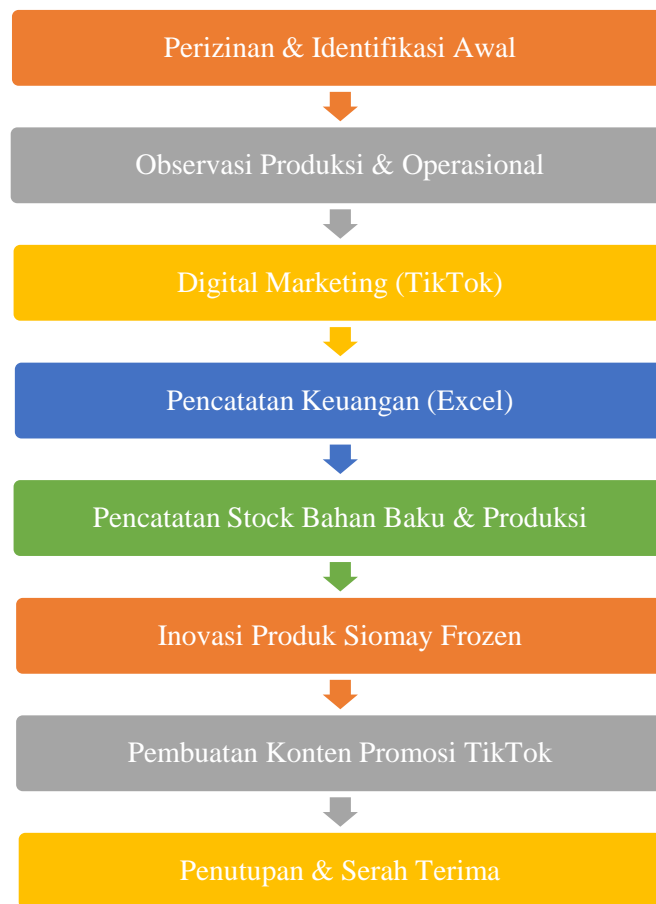 Perizinan & Identifikasi Awal
Observasi Produksi & Operasional
Digital Marketing (TikTok)
Pencatatan Keuangan (Excel)
Pencatatan Stock Bahan Baku & Produksi
Inovasi Produk Siomay Frozen
Pembuatan Konten Promosi TikTok
Penutupan & Serah Terima